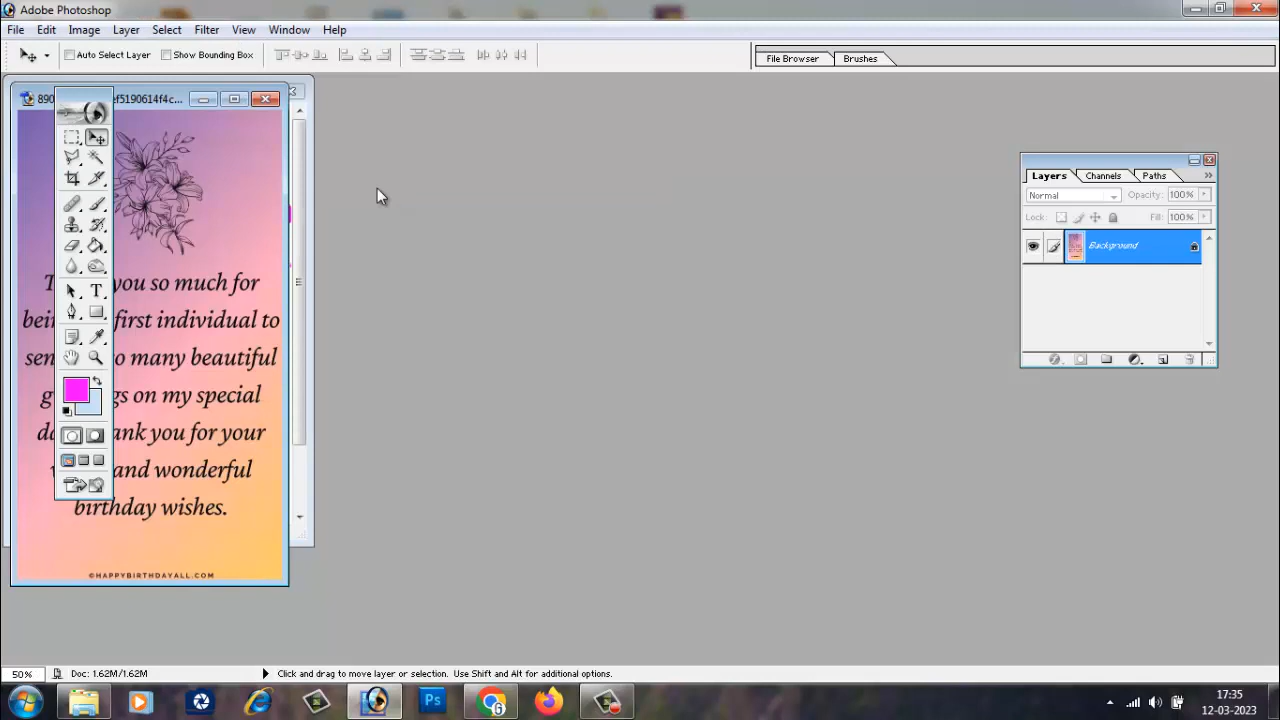 Adobe Photoshop
File Edit Image Layer Select Filter View Window Help
Auto Select Layer Show Bounding Box
File Browser Brushes
ef5190614f4c...
Layers Channels Paths
Normal Opacity: 100%
Lock: Fill: 100%
Background
you so much for
first individual to
o many beautiful
gs on my special
ank you for your
and wonderful
birthday wishes.
©HAPPYBIRTHDAYALL.COM
50% Doc: 1.62M/1.62M Click and drag to move layer or selection. Use Shift and Alt for additional options.
Ps
17:35
12-03-2023